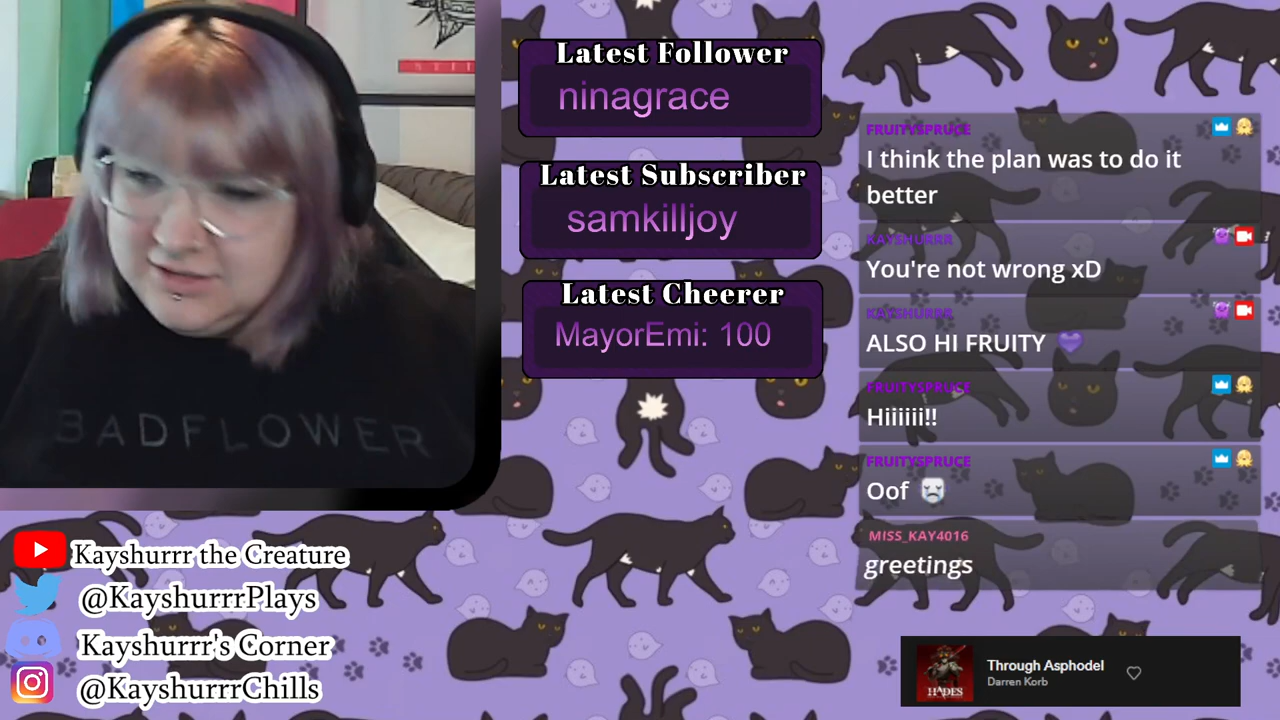 BADFLOWER
Latest Follower
ninagrace
Latest Subscriber
samkilljoy
Latest Cheerer
MayorEmi: 100
FRUITYSPRUCE
I think the plan was to do it
better
KAYSHURRR
You're not wrong xD
KAYSHURRR
ALSO HI FRUITY
FRUITYSPRUCE
Hiiiiii!!
FRUITYSPRUCE
Oof
MISS_KAY4016
greetings
Kayshurrr the Creature
@KayshurrrPlays
Kayshurrr's Corner
@KayshurrrChills
HADES
Through Asphodel
Darren Korb